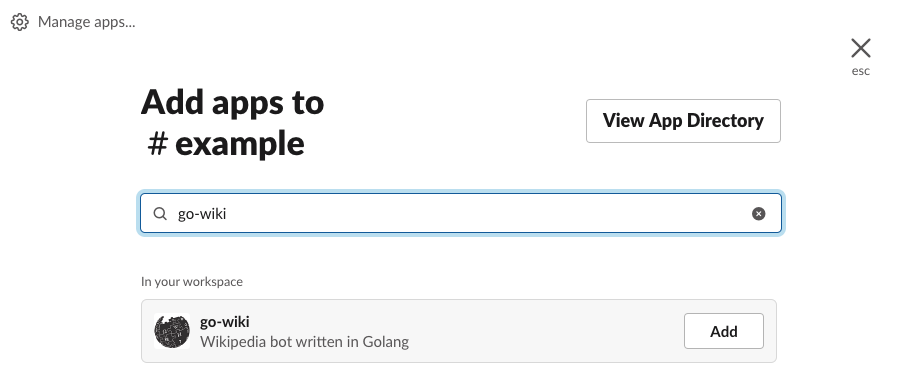 Manage apps...
esc
Add apps to
# example
View App Directory
go-wiki
In your workspace
go-wiki
Wikipedia bot written in Golang
Add